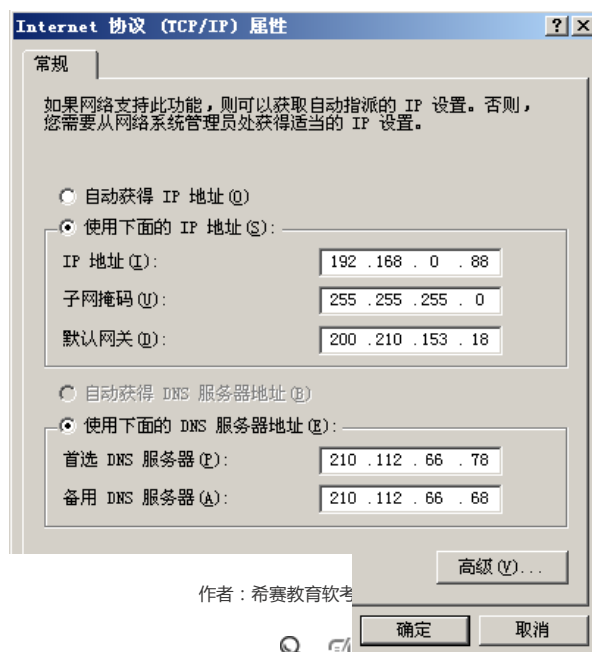 Internet 协议 (TCP/IP) 属性
常规
如果网络支持此功能，则可以获取自动指派的 IP 设置。否则，
您需要从网络系统管理员处获得适当的 IP 设置。
自动获得 IP 地址(O)
使用下面的 IP 地址(S):
IP 地址(I): 192 .168 . 0 . 88
子网掩码(U): 255 .255 .255 . 0
默认网关(D): 200 .210 .153 . 18
自动获得 DNS 服务器地址(B)
使用下面的 DNS 服务器地址(E):
首选 DNS 服务器(P): 210 .112 . 66 . 78
备用 DNS 服务器(A): 210 .112 . 66 . 68
高级(V)...
作者：希赛教育软考
确定 取消